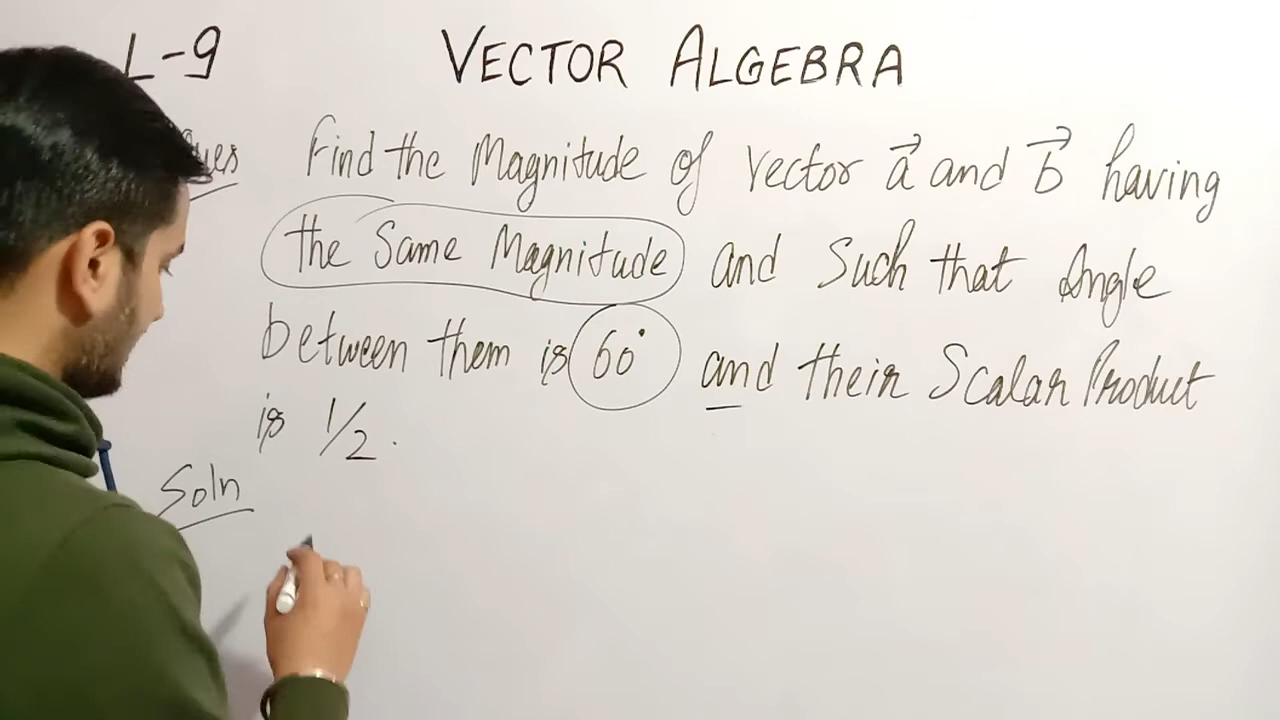 L-9 VECTOR ALGEBRA
Find the Magnitude of vector a⃗ and b⃗ having
the Same Magnitude and Such that Angle
between them is 60° and their Scalar Product
is 1/2.
Soln